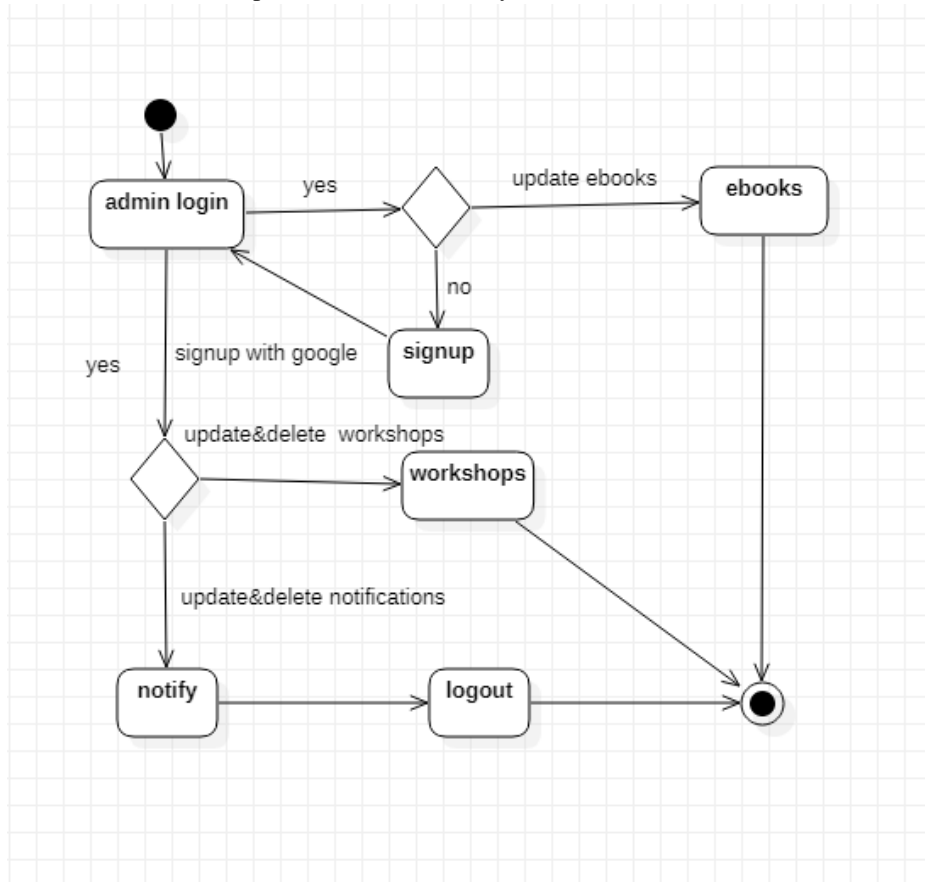 admin login
yes
update ebooks
ebooks
no
signup
signup with google
yes
update&delete  workshops
workshops
update&delete notifications
notify
logout